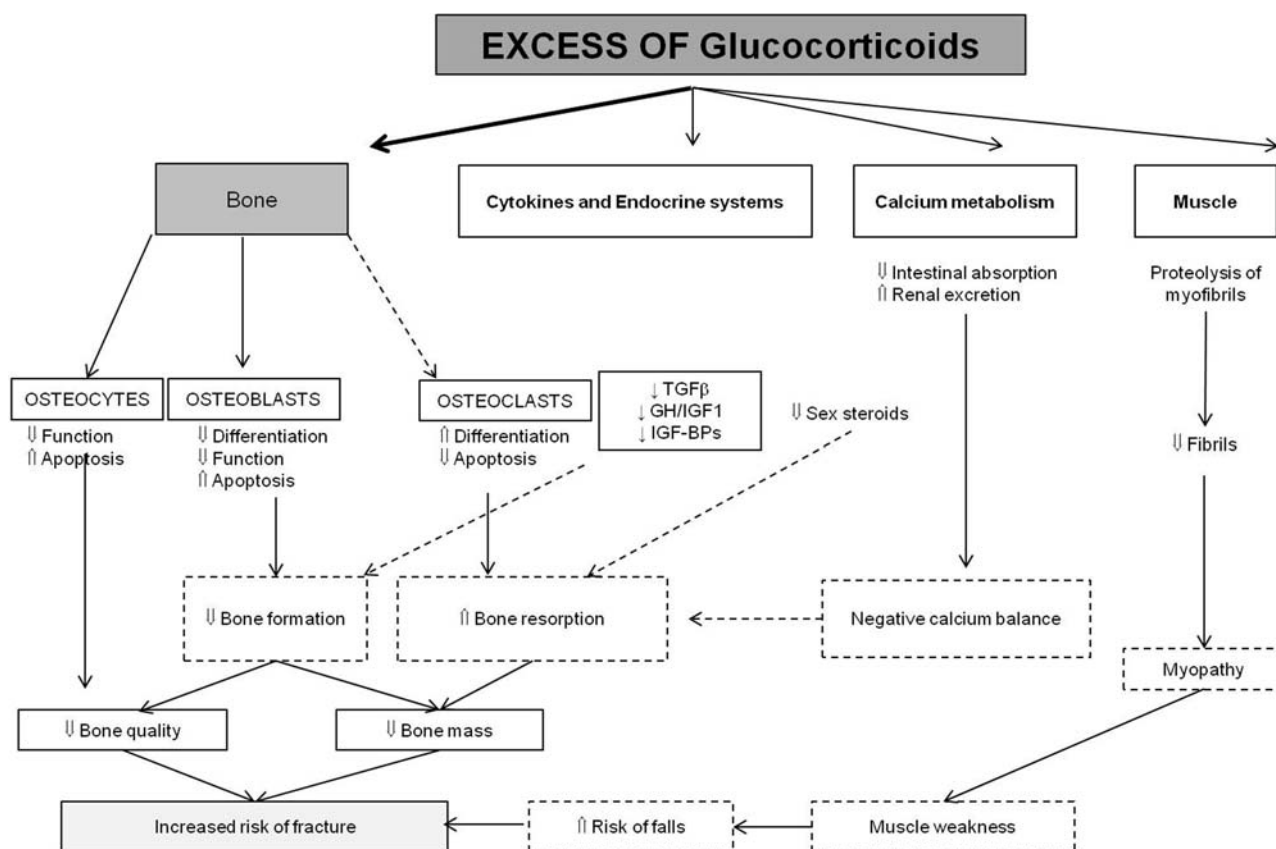 EXCESS OF Glucocorticoids
Bone
Cytokines and Endocrine systems
Calcium metabolism
Muscle
⇓ Intestinal absorption
⇑ Renal excretion
Proteolysis of
myofibrils
OSTEOCYTES
⇓ Function
⇑ Apoptosis
OSTEOBLASTS
⇓ Differentiation
⇓ Function
⇑ Apoptosis
OSTEOCLASTS
⇑ Differentiation
⇓ Apoptosis
↓ TGFβ
↓ GH/IGF1
↓ IGF-BPs
⇓ Sex steroids
⇓ Fibrils
⇓ Bone formation
⇑ Bone resorption
Negative calcium balance
Myopathy
⇓ Bone quality
⇓ Bone mass
Increased risk of fracture
⇑ Risk of falls
Muscle weakness